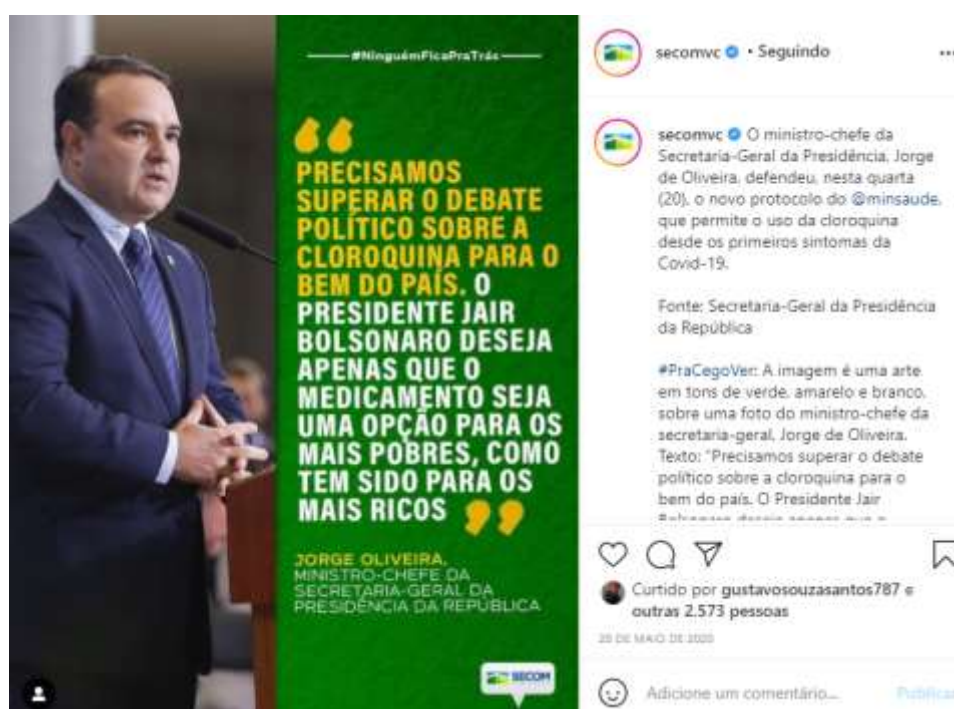 #NinguémFicaPraTrás
PRECISAMOS
SUPERAR O DEBATE
POLÍTICO SOBRE A
CLOROQUINA PARA O
BEM DO PAÍS. O
PRESIDENTE JAIR
BOLSONARO DESEJA
APENAS QUE O
MEDICAMENTO SEJA
UMA OPÇÃO PARA OS
MAIS POBRES, COMO
TEM SIDO PARA OS
MAIS RICOS
JORGE OLIVEIRA,
MINISTRO-CHEFE DA
SECRETARIA-GERAL DA
PRESIDÊNCIA DA REPÚBLICA
SECOM
secomvc • Seguindo
secomvc O ministro-chefe da
Secretaria-Geral da Presidência, Jorge
de Oliveira, defendeu, nesta quarta
(20), o novo protocolo do @minsaude,
que permite o uso da cloroquina
desde os primeiros sintomas da
Covid-19.
Fonte: Secretaria-Geral da Presidência
da República
#PraCegoVer: A imagem é uma arte
em tons de verde, amarelo e branco,
sobre uma foto do ministro-chefe da
secretaria-geral, Jorge de Oliveira.
Texto: "Precisamos superar o debate
político sobre a cloroquina para o
bem do país. O Presidente Jair
Curtido por gustavosouzasantos787 e
outras 2.573 pessoas
20 DE MAIO DE 2020
Adicione um comentário... Publicar